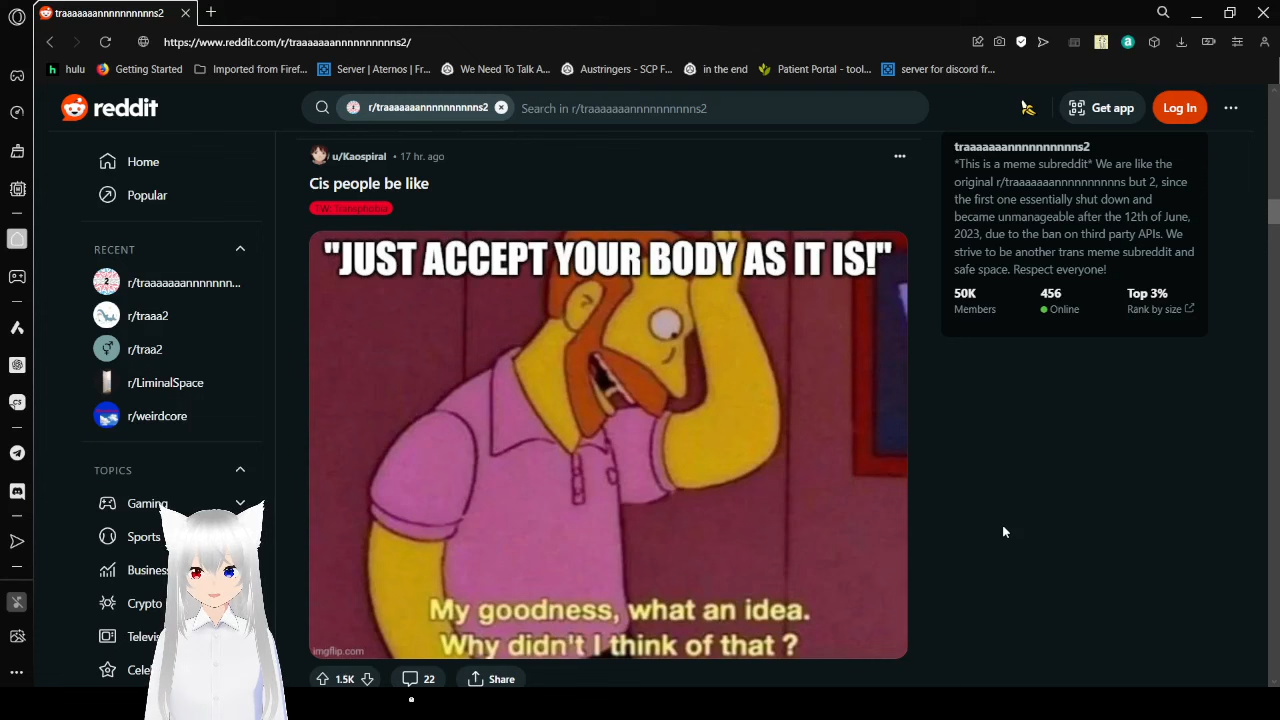 traaaaaaannnnnnnnnns2
https://www.reddit.com/r/traaaaaaannnnnnnnnns2/
hulu
Getting Started
Imported from Firef...
Server | Aternos | Fr...
We Need To Talk A...
Austringers - SCP F...
in the end
Patient Portal - tool...
server for discord fr...
reddit
r/traaaaaaannnnnnnnnns2
Search in r/traaaaaaannnnnnnnnns2
Get app
Log In
Home
Popular
RECENT
r/traaaaaaannnnnn...
r/traaa2
r/traa2
r/LiminalSpace
r/weirdcore
TOPICS
Gaming
Sports
Business
Crypto
u/Kaospiral • 17 hr. ago
Cis people be like
TW: Transphobia
"JUST ACCEPT YOUR BODY AS IT IS!"
My goodness, what an idea.
Why didn't I think of that ?
imgflip.com
1.5K
22
Share
traaaaaaannnnnnnnnns2
*This is a meme subreddit* We are like the
original r/traaaaaaannnnnnnnnns but 2, since
the first one essentially shut down and
became unmanageable after the 12th of June,
2023, due to the ban on third party APIs. We
strive to be another trans meme subreddit and
safe space. Respect everyone!
50K
Members
456
Online
Top 3%
Rank by size